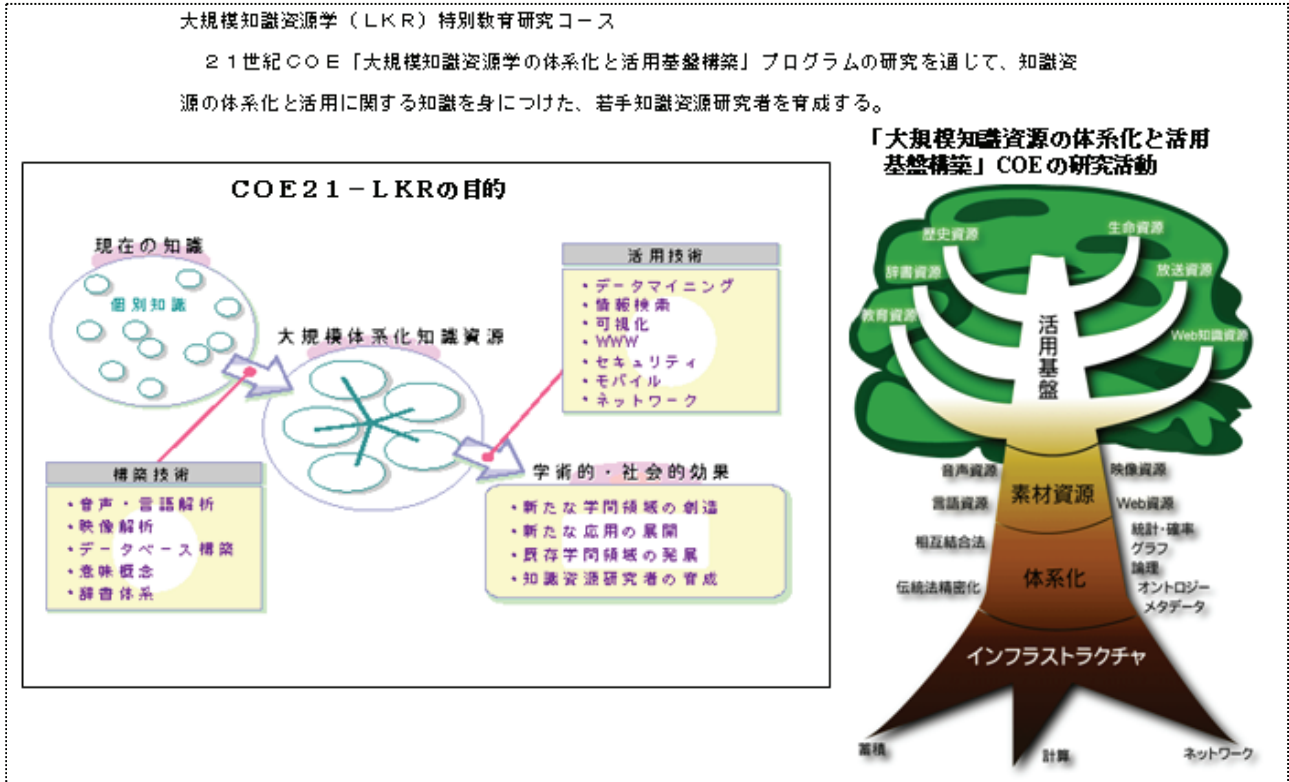 大規模知識資源学（ＬＫＲ）特別教育研究コース
２１世紀ＣＯＥ「大規模知識資源学の体系化と活用基盤構築」プログラムの研究を通じて、知識資
源の体系化と活用に関する知識を身につけた、若手知識資源研究者を育成する。
ＣＯＥ２１－ＬＫＲの目的
現在の知識
個別知識
大規模体系化知識資源
活用技術
・データマイニング
・情報検索
・可視化
・WWW
・セキュリティ
・モバイル
・ネットワーク
構築技術
・音声・言語解析
・映像解析
・データベース構築
・意味概念
・辞書体系
学術的・社会的効果
・新たな学問領域の創造
・新たな応用の展開
・既存学問領域の発展
・知識資源研究者の育成
「大規模知識資源の体系化と活用
基盤構築」COEの研究活動
歴史資源
生命資源
辞書資源
放送資源
教育資源
Web知識資源
活用基盤
音声資源
映像資源
素材資源
言語資源
Web資源
相互結合法
統計・確率
グラフ
論理
体系化
伝統法精密化
オントロジー
メタデータ
インフラストラクチャ
蓄積
計算
ネットワーク